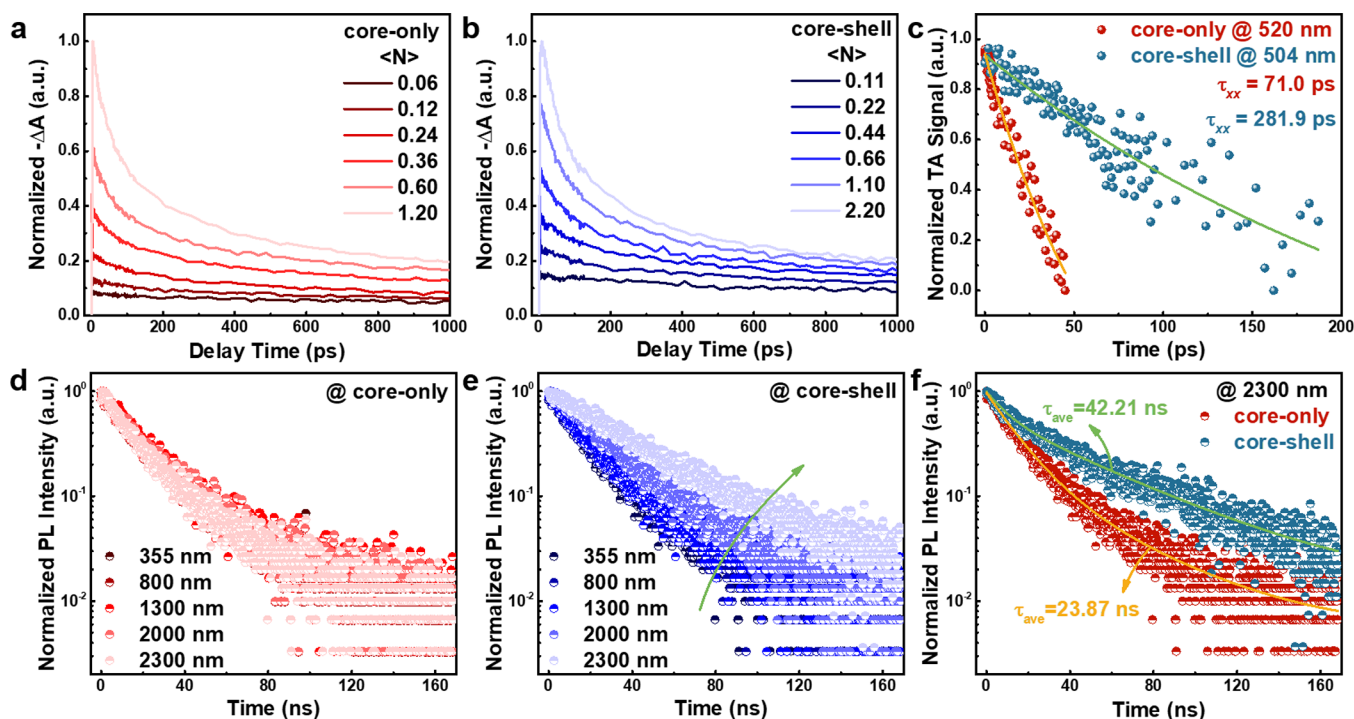 a
core-only
<N>
0.06
0.12
0.24
0.36
0.60
1.20
1.0
0.8
0.6
0.4
0.2
0.0
Normalized -ΔA (a.u.)
0 200 400 600 800 1000
Delay Time (ps)
b
core-shell
<N>
0.11
0.22
0.44
0.66
1.10
2.20
1.0
0.8
0.6
0.4
0.2
0.0
Normalized -ΔA (a.u.)
0 200 400 600 800 1000
Delay Time (ps)
c
core-only @ 520 nm
core-shell @ 504 nm
τxx = 71.0 ps
τxx = 281.9 ps
1.0
0.8
0.6
0.4
0.2
0.0
Normalized TA Signal (a.u.)
0 50 100 150 200
Time (ps)
d
@ core-only
10⁰
10⁻¹
10⁻²
355 nm
800 nm
1300 nm
2000 nm
2300 nm
Normalized PL Intensity (a.u.)
0 40 80 120 160
Time (ns)
e
@ core-shell
10⁰
10⁻¹
10⁻²
355 nm
800 nm
1300 nm
2000 nm
2300 nm
Normalized PL Intensity (a.u.)
0 40 80 120 160
Time (ns)
f
@ 2300 nm
core-only
core-shell
τave=42.21 ns
τave=23.87 ns
10⁰
10⁻¹
10⁻²
Normalizd PL Intensity (a.u.)
0 40 80 120 160
Time (ns)